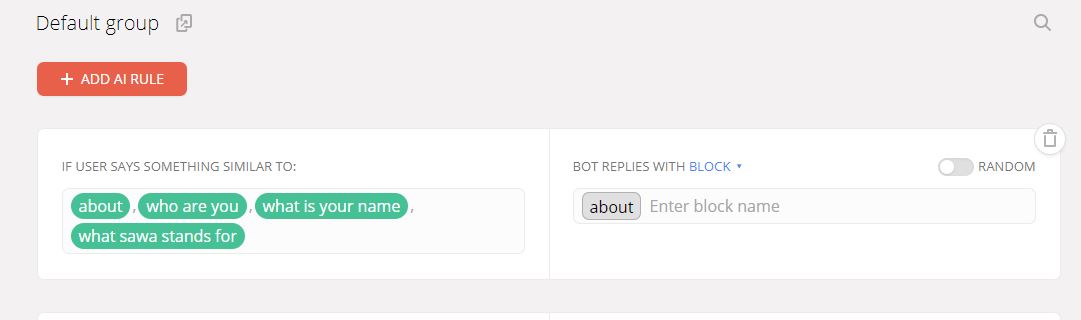 Default group
+ ADD AI RULE
IF USER SAYS SOMETHING SIMILAR TO:
about , who are you , what is your name ,
what sawa stands for
BOT REPLIES WITH BLOCK
RANDOM
about Enter block name